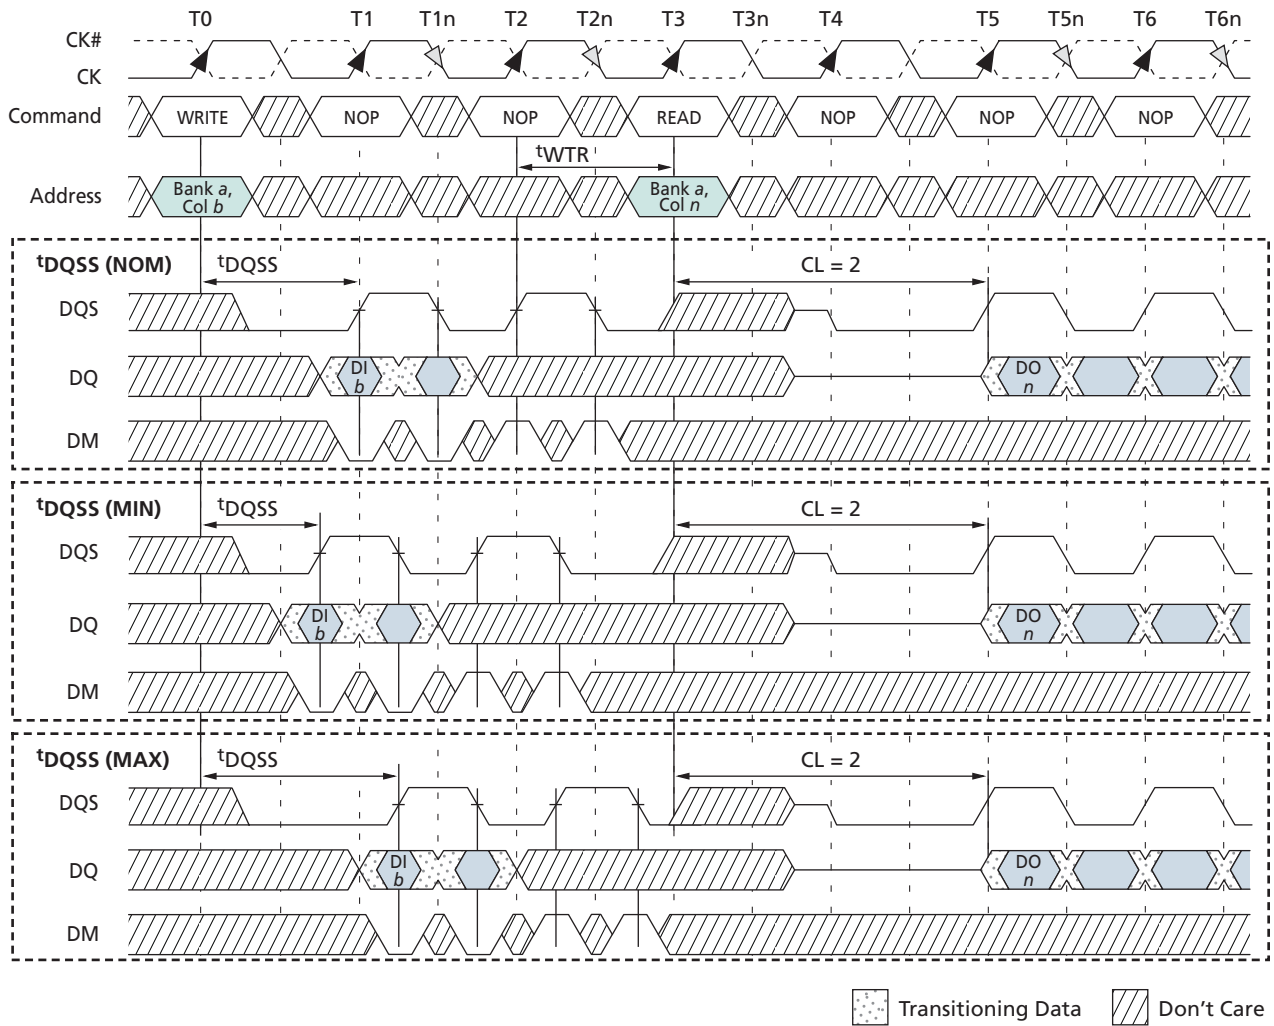 T0 T1 T1n T2 T2n T3 T3n T4 T5 T5n T6 T6n
CK#
CK
Command WRITE NOP NOP READ NOP NOP NOP
tWTR
Address Bank a, Col b Bank a, Col n
tDQSS (NOM) tDQSS CL = 2
DQS
DQ DI b DO n
DM
tDQSS (MIN) tDQSS CL = 2
DQS
DQ DI b DO n
DM
tDQSS (MAX) tDQSS CL = 2
DQS
DQ DI b DO n
DM
Transitioning Data Don't Care